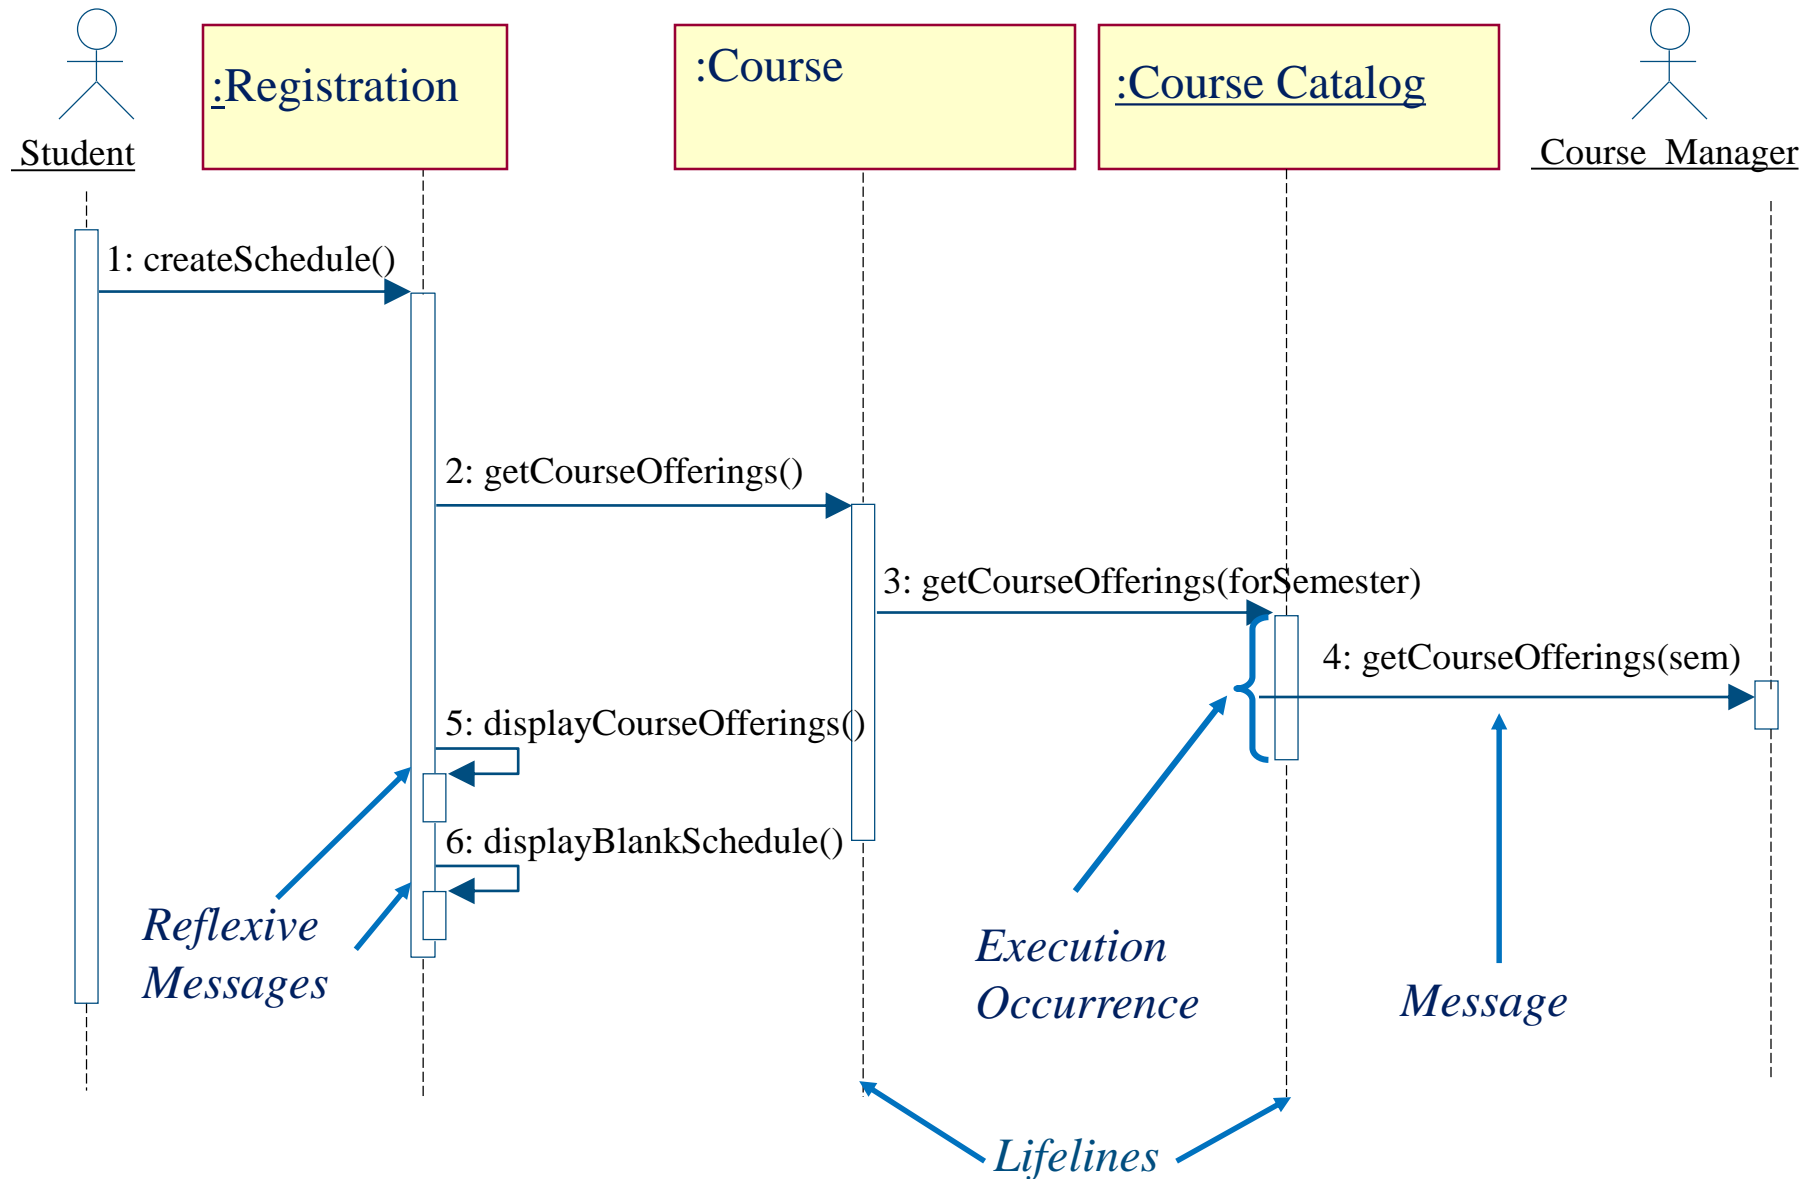 :Registration
:Course
:Course Catalog
Student
Course Manager
1: createSchedule()
2: getCourseOfferings()
3: getCourseOfferings(forSemester)
4: getCourseOfferings(sem)
5: displayCourseOfferings()
6: displayBlankSchedule()
Reflexive
Messages
Execution
Occurrence
Message
Lifelines